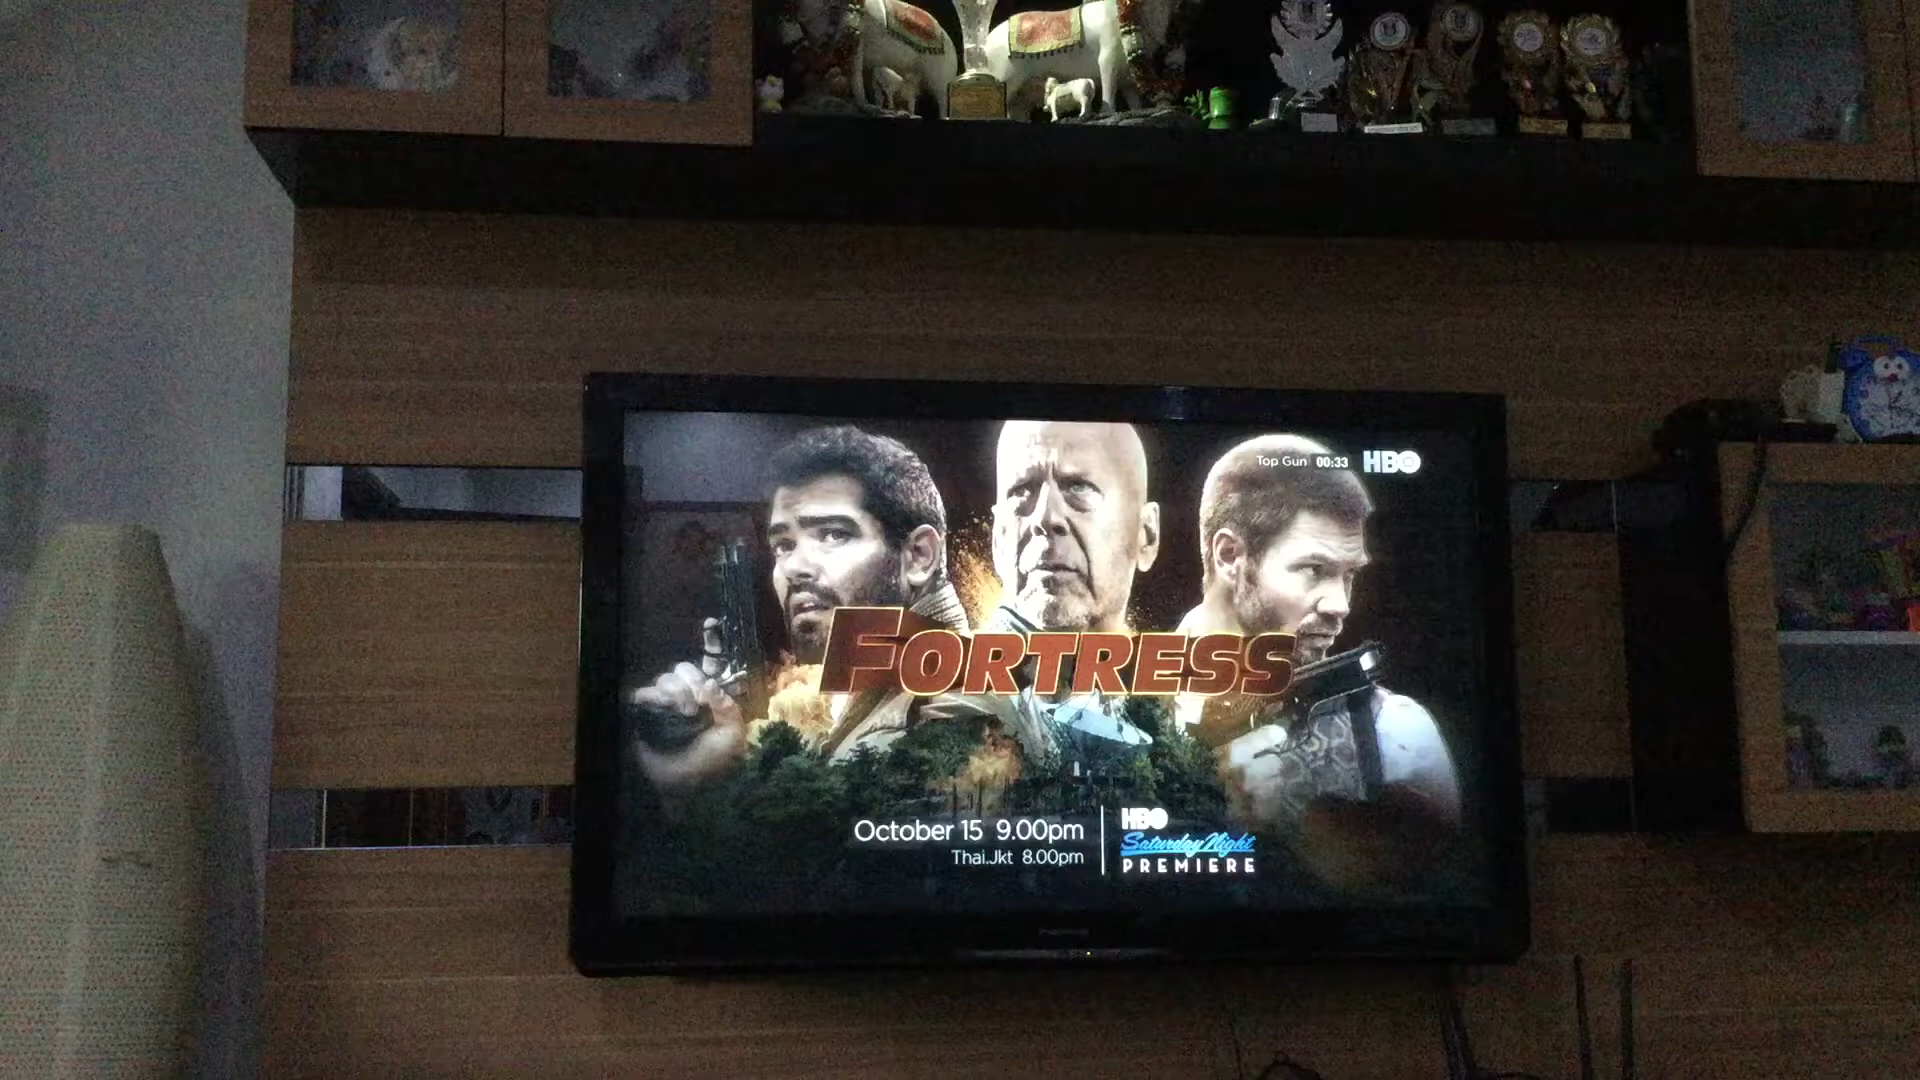 Top Gun 00:33 HBO
FORTRESS
October 15 9.00pm
Thai.Jkt 8.00pm
HBO
Saturday Night
PREMIERE